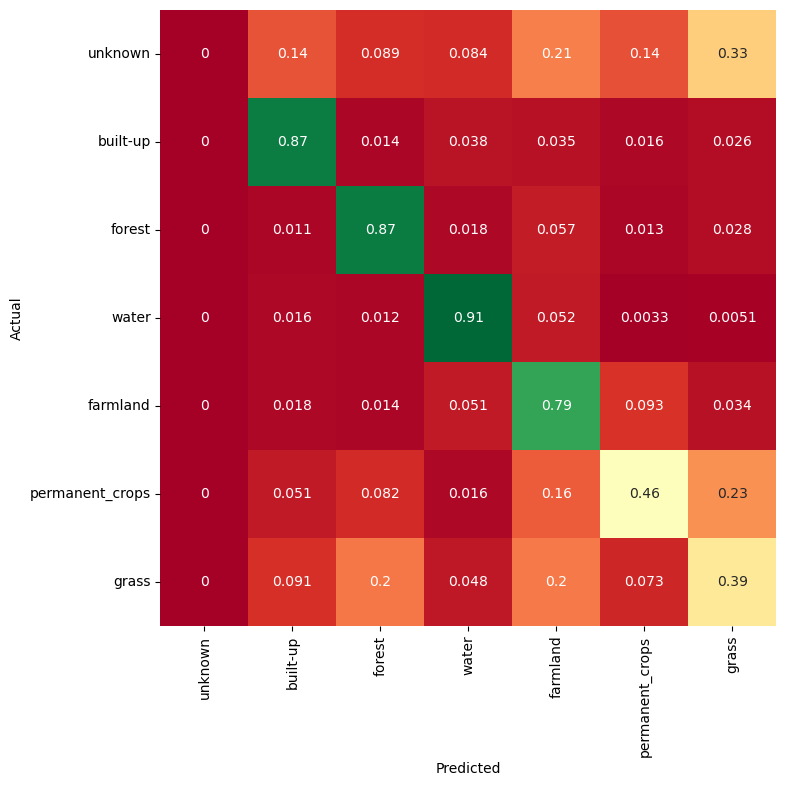 unknown 0 0.14 0.089 0.084 0.21 0.14 0.33
built-up 0 0.87 0.014 0.038 0.035 0.016 0.026
forest 0 0.011 0.87 0.018 0.057 0.013 0.028
Actual
water 0 0.016 0.012 0.91 0.052 0.0033 0.0051
farmland 0 0.018 0.014 0.051 0.79 0.093 0.034
permanent_crops 0 0.051 0.082 0.016 0.16 0.46 0.23
grass 0 0.091 0.2 0.048 0.2 0.073 0.39
unknown built-up forest water farmland permanent_crops grass
Predicted